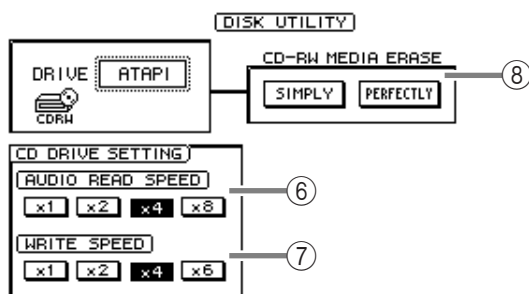 DISK UTILITY
DRIVE ATAPI
CDRW
CD-RW MEDIA ERASE
SIMPLY PERFECTLY
⑧
CD DRIVE SETTING
AUDIO READ SPEED
x1 x2 x4 x8
⑥
WRITE SPEED
x1 x2 x4 x6
⑦